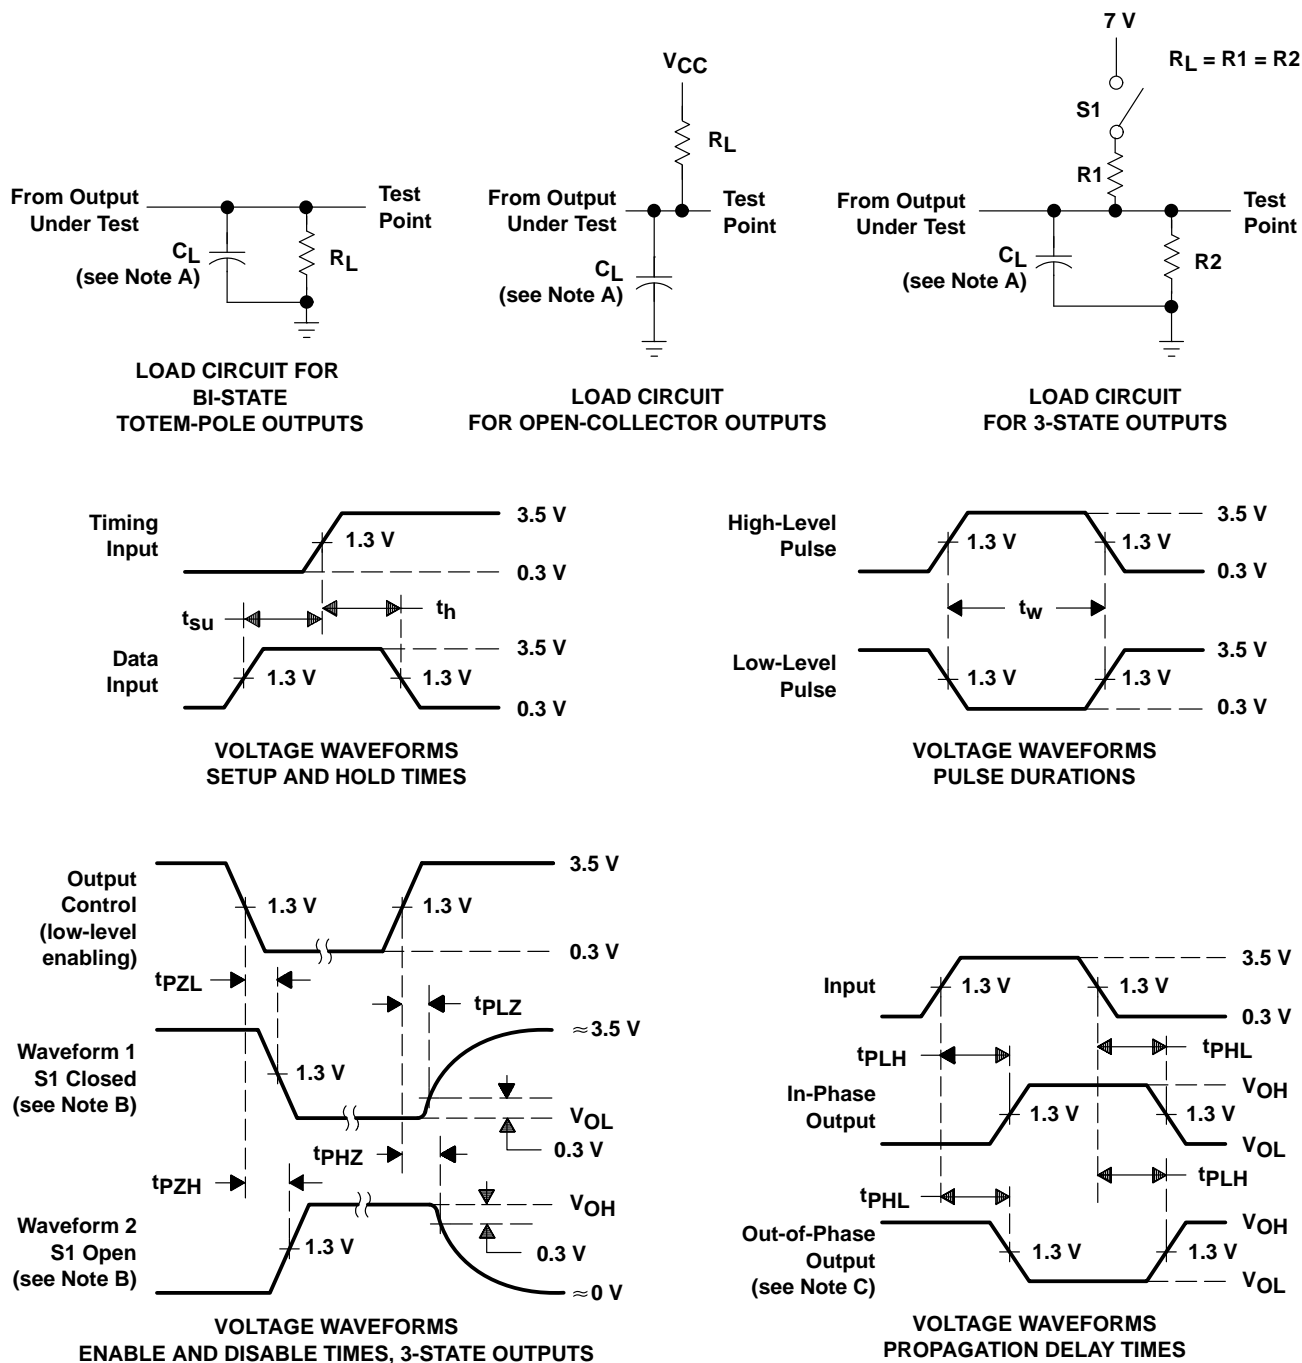 From Output
Under Test
Test
Point
CL
(see Note A)
RL
LOAD CIRCUIT FOR
BI-STATE
TOTEM-POLE OUTPUTS
VCC
RL
From Output
Under Test
Test
Point
CL
(see Note A)
LOAD CIRCUIT
FOR OPEN-COLLECTOR OUTPUTS
7 V
RL = R1 = R2
S1
R1
From Output
Under Test
Test
Point
CL
(see Note A)
R2
LOAD CIRCUIT
FOR 3-STATE OUTPUTS
Timing
Input
1.3 V
3.5 V
0.3 V
tsu
th
Data
Input
1.3 V
1.3 V
3.5 V
0.3 V
VOLTAGE WAVEFORMS
SETUP AND HOLD TIMES
High-Level
Pulse
1.3 V
1.3 V
3.5 V
0.3 V
tw
Low-Level
Pulse
1.3 V
1.3 V
3.5 V
0.3 V
VOLTAGE WAVEFORMS
PULSE DURATIONS
Output
Control
(low-level
enabling)
1.3 V
1.3 V
3.5 V
0.3 V
tPZL
tPLZ
Waveform 1
S1 Closed
(see Note B)
1.3 V
≈3.5 V
VOL
0.3 V
tPHZ
tPZH
Waveform 2
S1 Open
(see Note B)
1.3 V
VOH
0.3 V
≈0 V
VOLTAGE WAVEFORMS
ENABLE AND DISABLE TIMES, 3-STATE OUTPUTS
Input
1.3 V
1.3 V
3.5 V
0.3 V
tPLH
tPHL
In-Phase
Output
1.3 V
1.3 V
VOH
VOL
tPHL
tPLH
Out-of-Phase
Output
(see Note C)
1.3 V
1.3 V
VOH
VOL
VOLTAGE WAVEFORMS
PROPAGATION DELAY TIMES